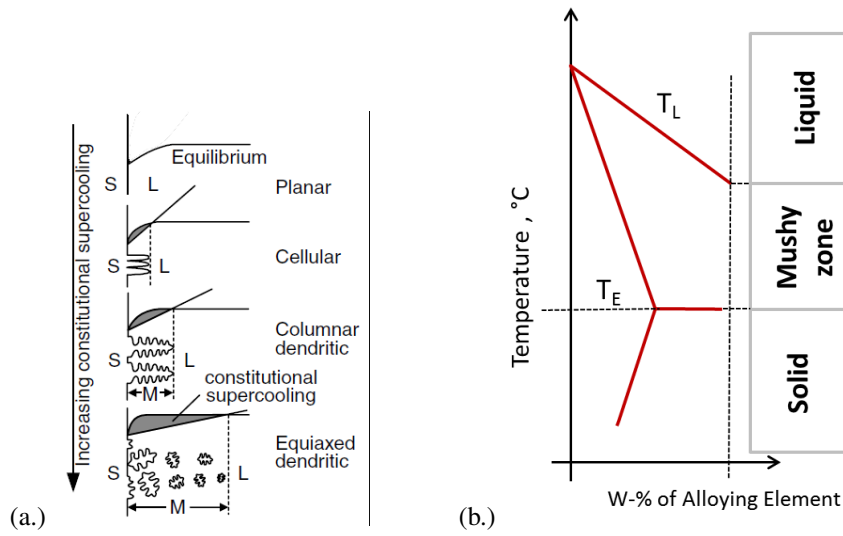 Increasing constitutional supercooling
Equilibrium
S L
Planar
S L
Cellular
S L
Columnar
dendritic
M
constitutional
supercooling
Equiaxed
dendritic
S L
M
(a.)
Temperature , °C
T_L
T_E
Liquid
Mushy
zone
Solid
W-% of Alloying Element
(b.)